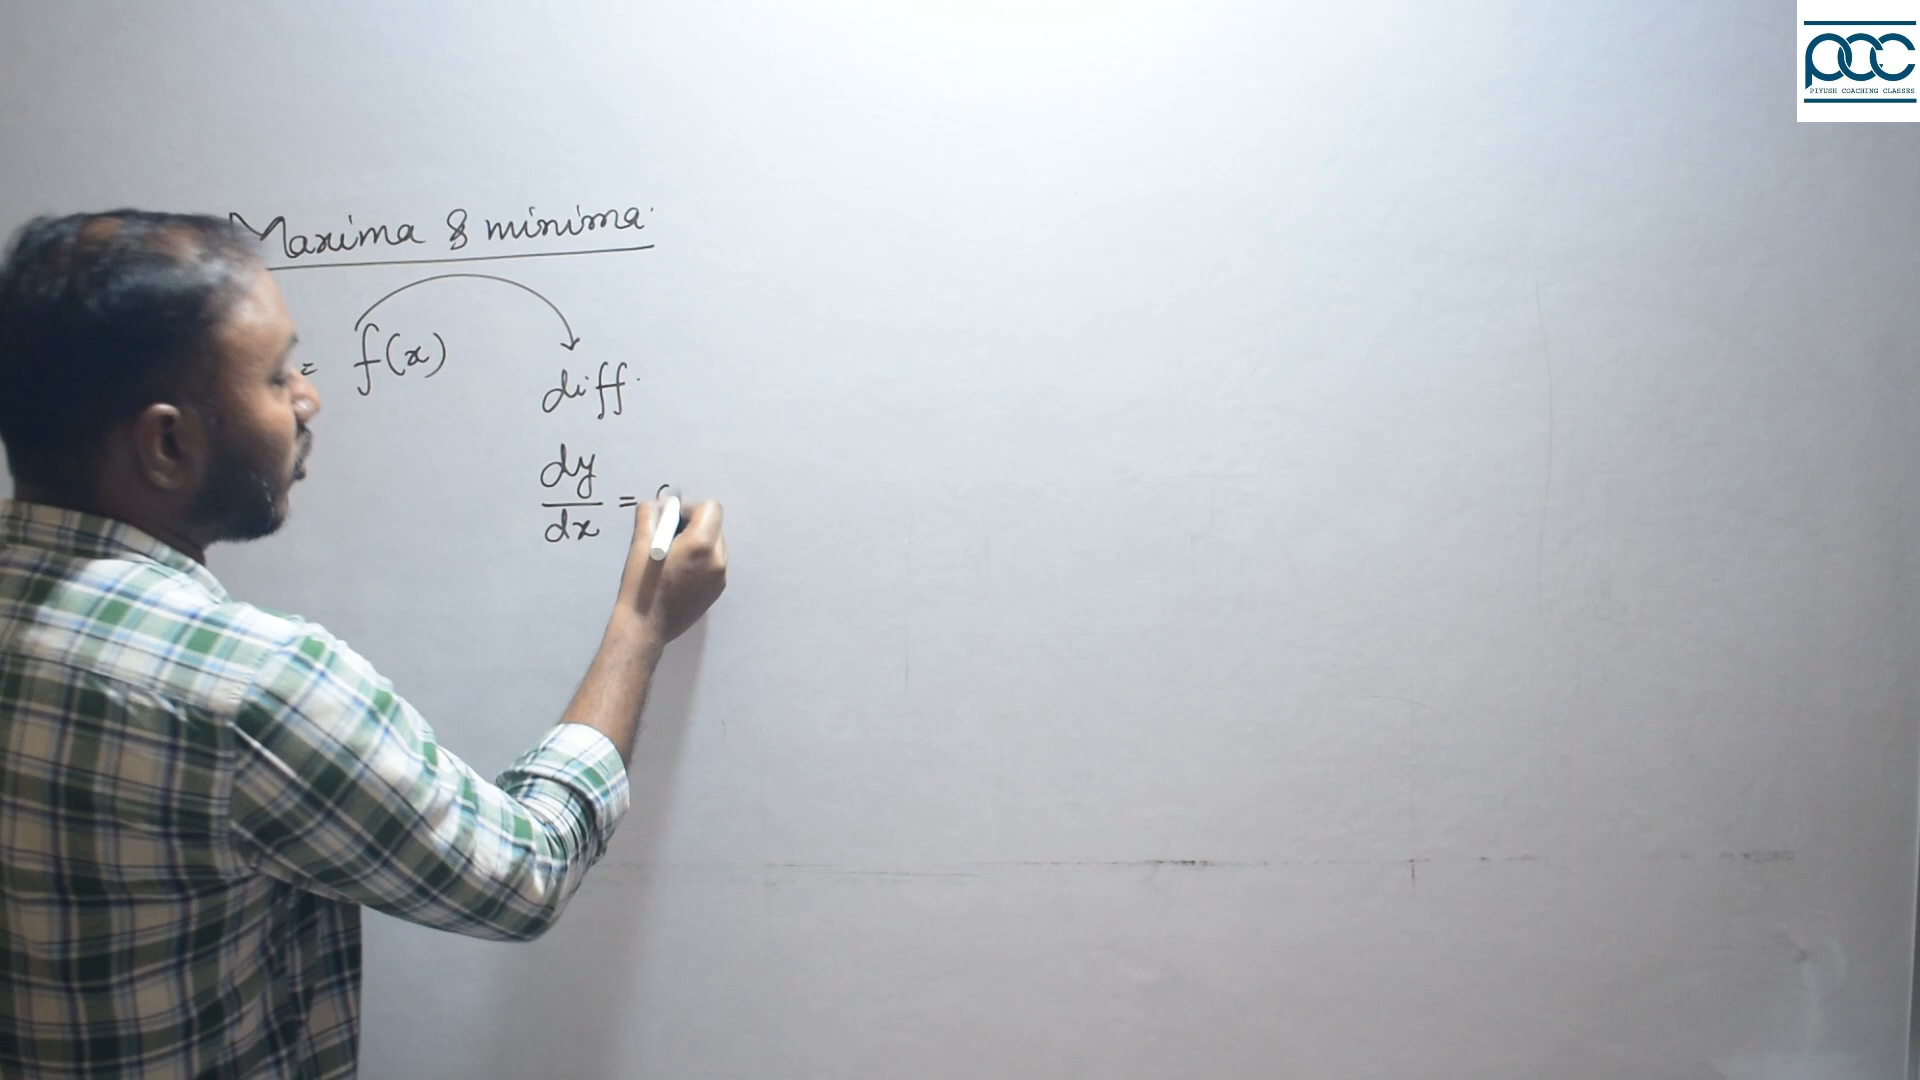 PCC
PIYUSH COACHING CLASSES
Maxima & minima.
= f(x)
diff.
dy
dx =